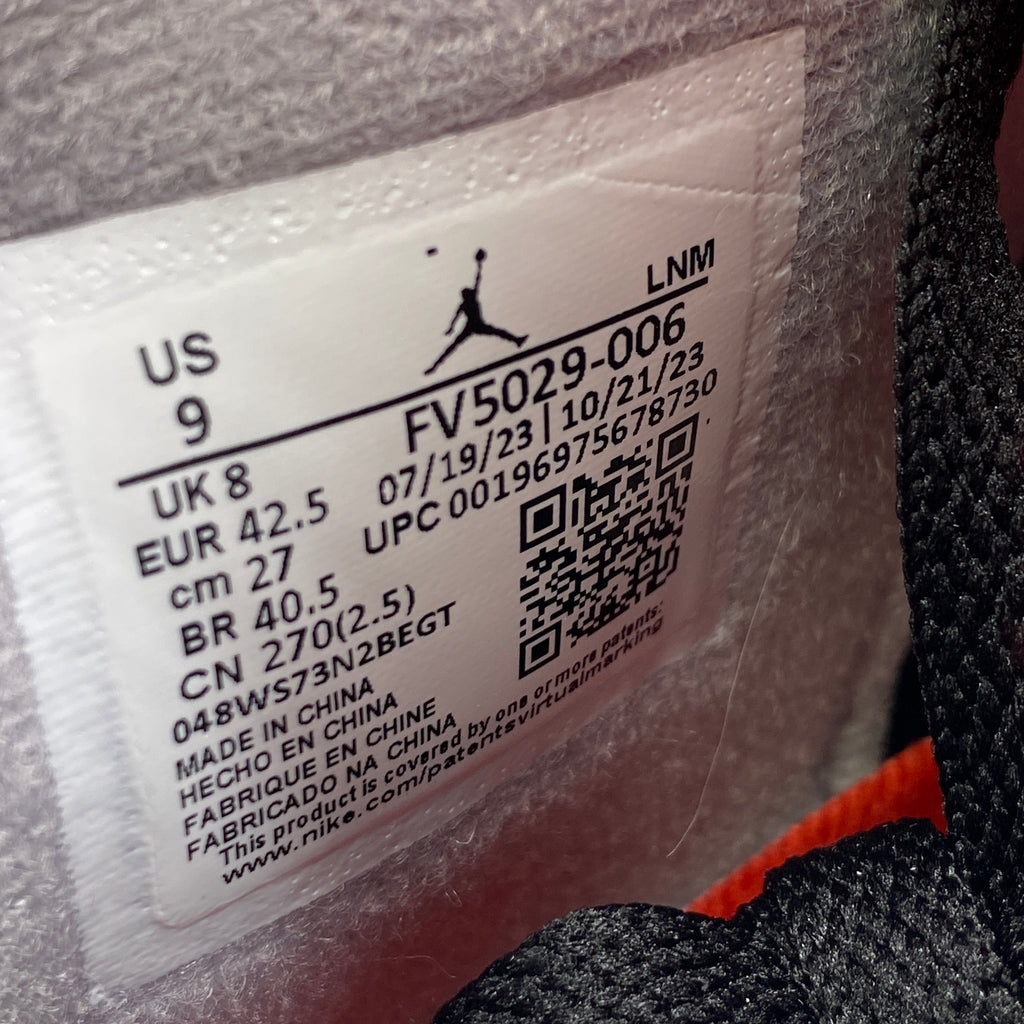 US
9
LNM
FV5029-006
07/19/23 | 10/21/23
UPC 00196975678730
UK 8
EUR 42.5
cm 27
BR 40.5
CN 270(2.5)
048WS73N2BEGT
MADE IN CHINA
HECHO EN CHINA
FABRIQUE EN CHINE
FABRICADO NA CHINA
This product is covered by one or more patents:
www.nike.com/patentsvirtualmarking